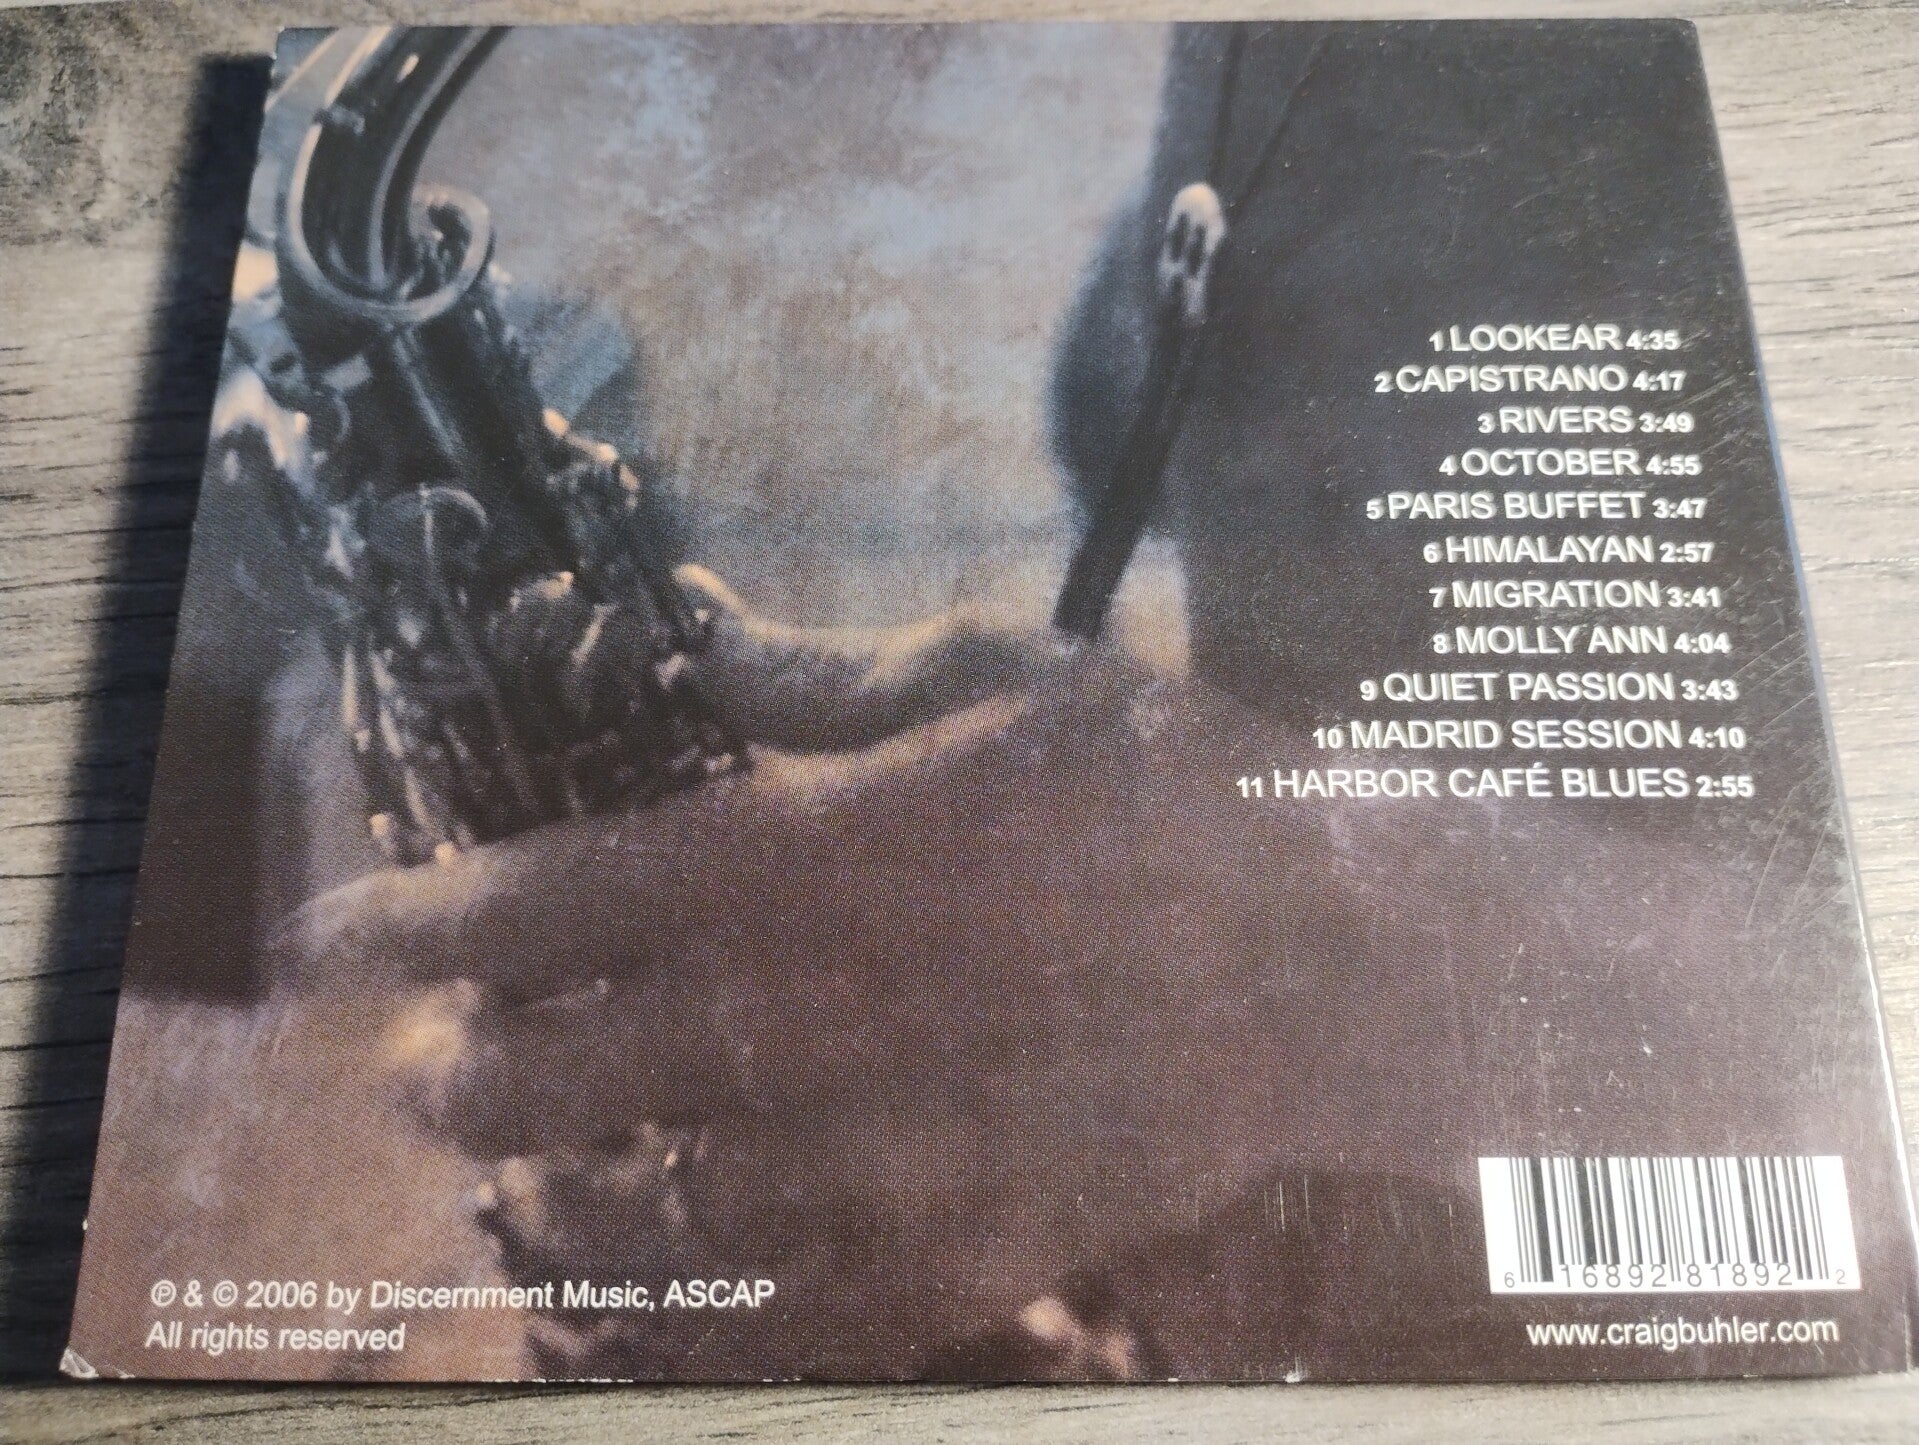 1 LOOKEAR 4:35
2 CAPISTRANO 4:17
3 RIVERS 3:49
4 OCTOBER 4:55
5 PARIS BUFFET 3:47
6 HIMALAYAN 2:57
7 MIGRATION 3:41
8 MOLLY ANN 4:04
9 QUIET PASSION 3:43
10 MADRID SESSION 4:10
11 HARBOR CAFÉ BLUES 2:55
6 16892 81892 2
℗ & © 2006 by Discernment Music, ASCAP
All rights reserved
www.craigbuhler.com